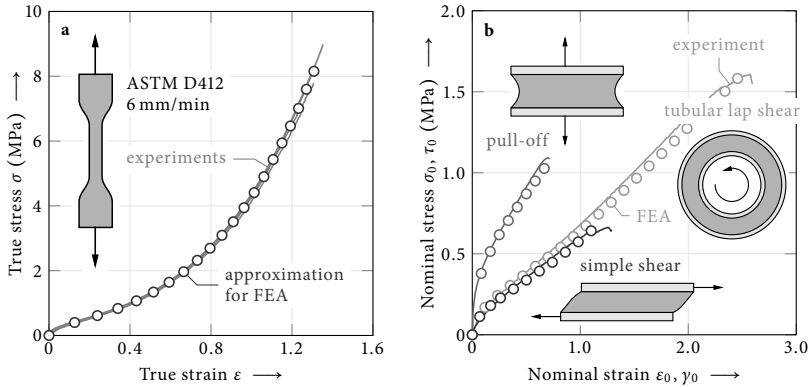 a
ASTM D412
6 mm/min
experiments
approximation
for FEA
10
8
6
4
2
0
0
0.4
0.8
1.2
1.6
True stress σ (MPa) ⟶
True strain ε ⟶
b
experiment
tubular lap shear
pull-off
FEA
simple shear
2.0
1.5
1.0
0.5
0
0
1.0
2.0
3.0
Nominal stress σ₀, τ₀ (MPa) ⟶
Nominal strain ε₀, γ₀ ⟶